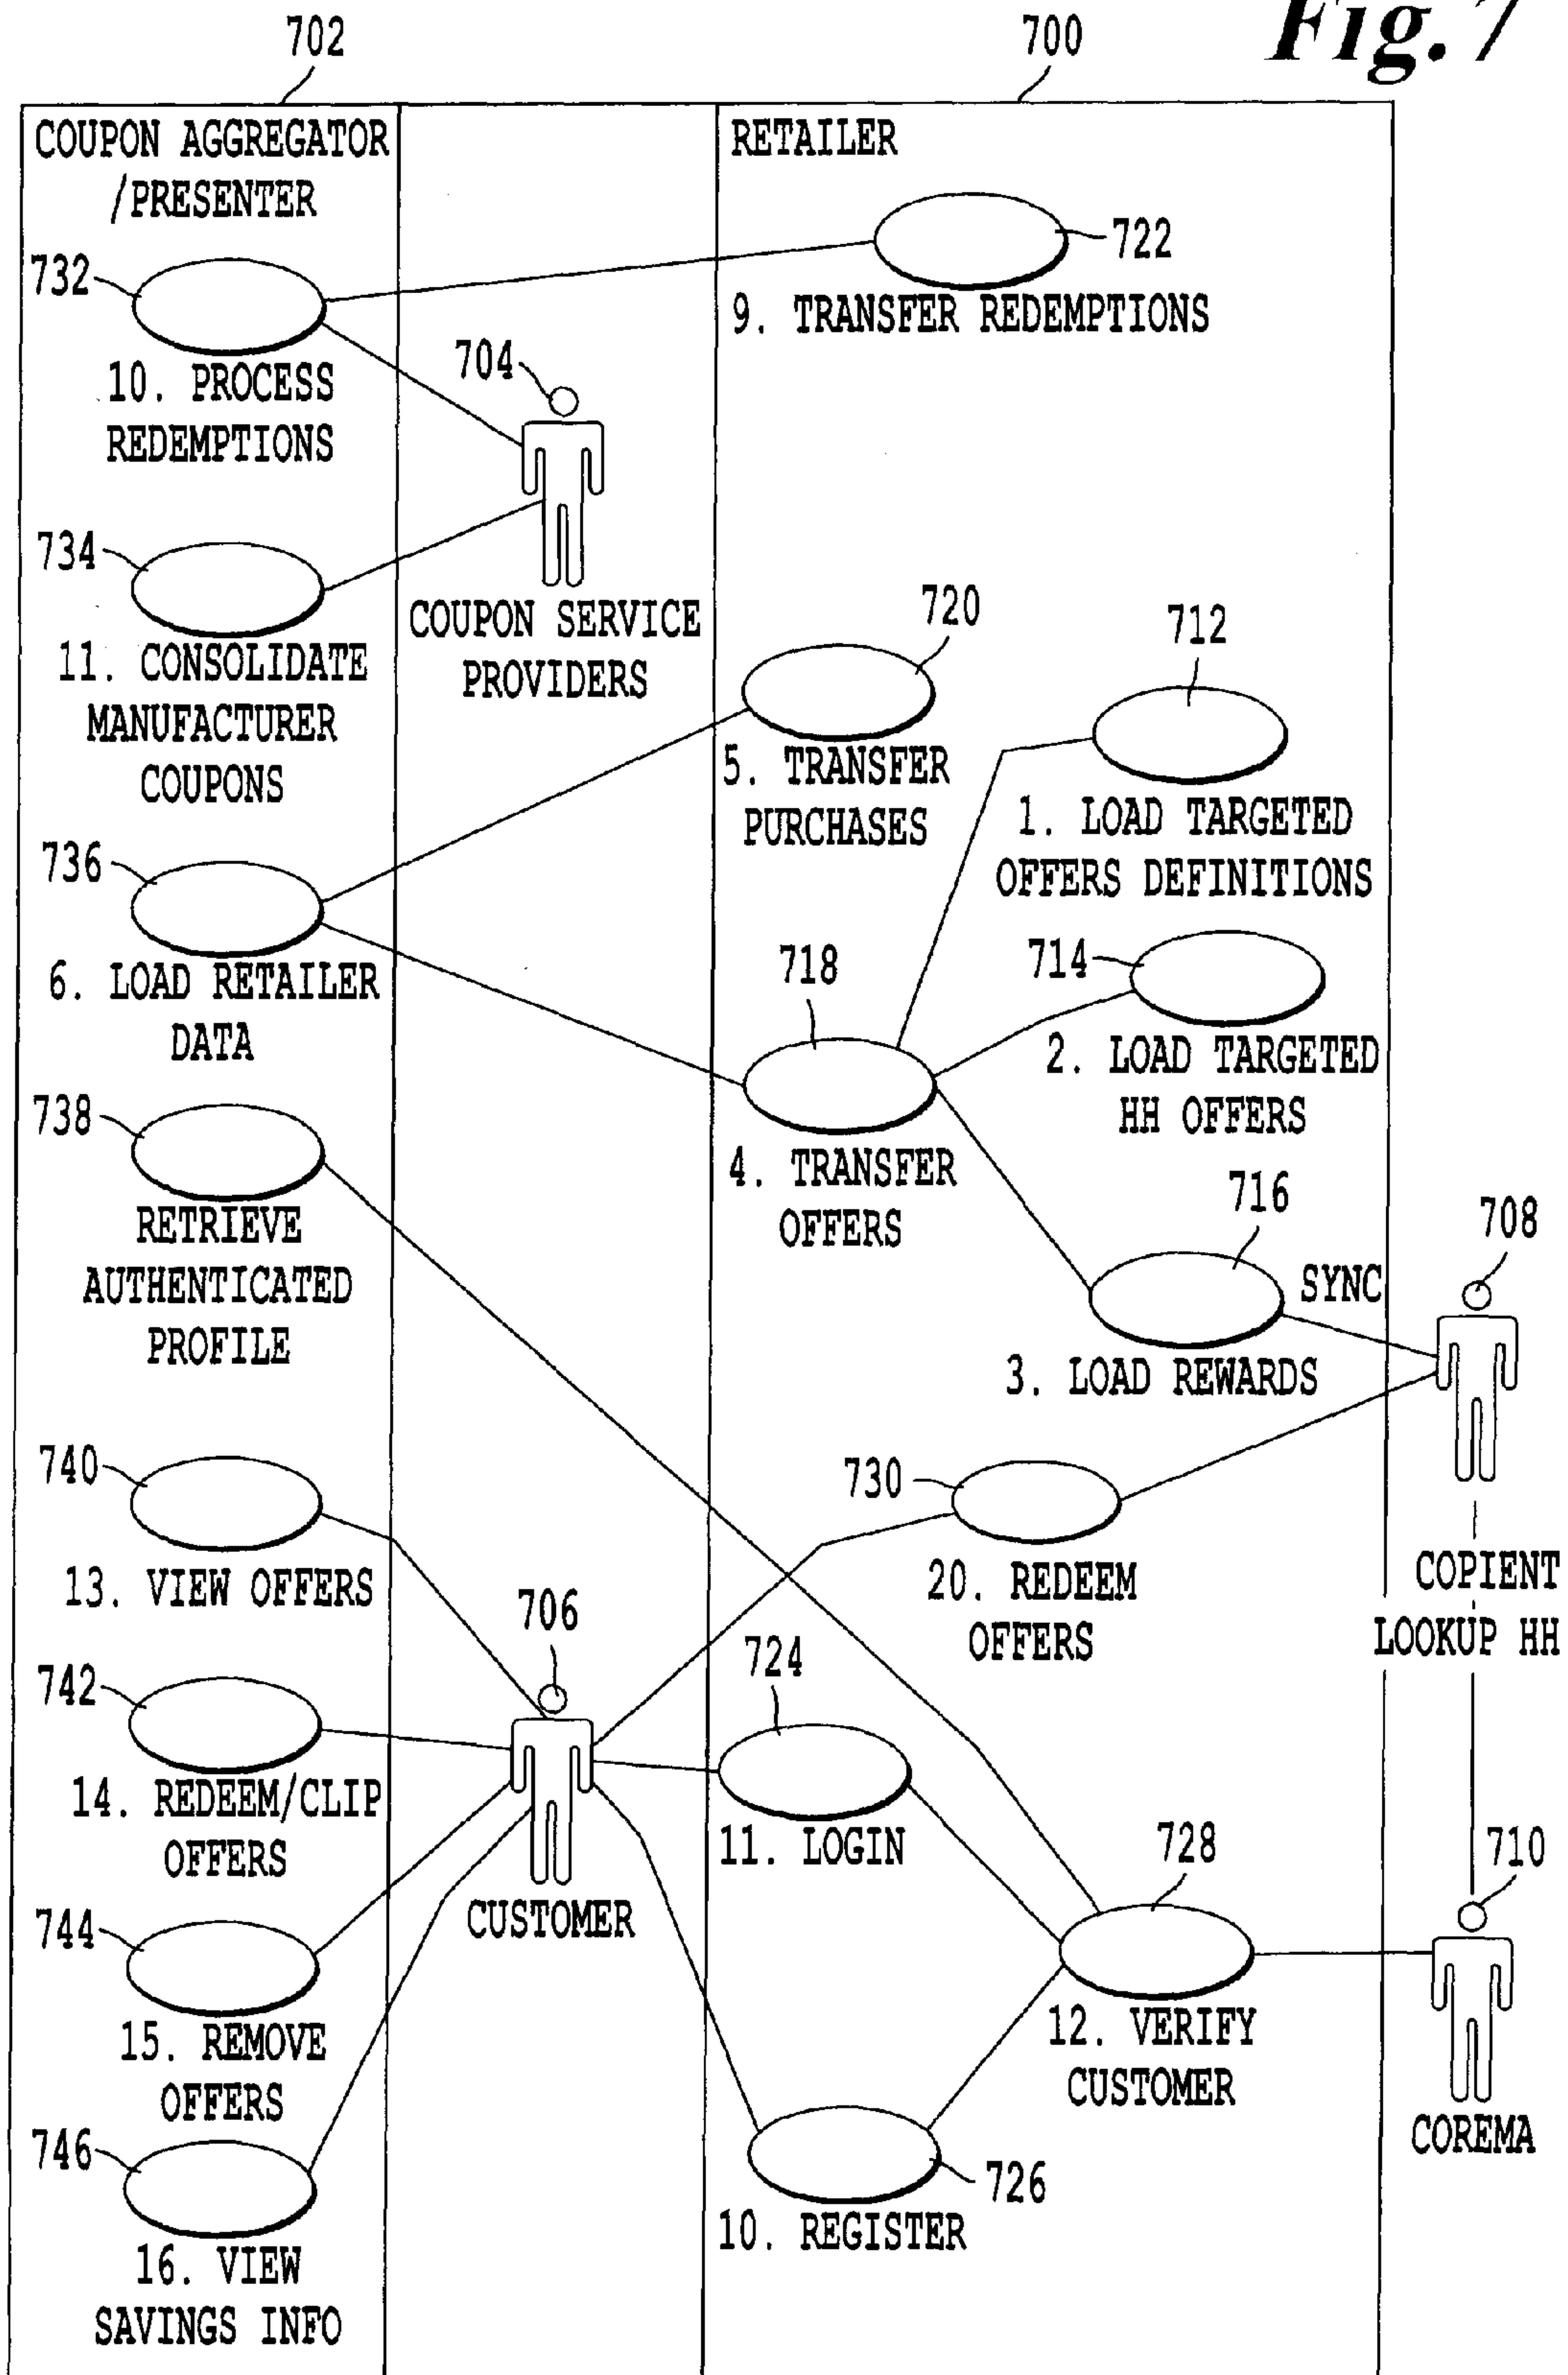 Fig. 7
702
700
COUPON AGGREGATOR
/PRESENTER
RETAILER
732
10. PROCESS
REDEMPTIONS
722
9. TRANSFER REDEMPTIONS
704
COUPON SERVICE
PROVIDERS
734
11. CONSOLIDATE
MANUFACTURER
COUPONS
720
5. TRANSFER
PURCHASES
712
1. LOAD TARGETED
OFFERS DEFINITIONS
736
6. LOAD RETAILER
DATA
718
4. TRANSFER
OFFERS
714
2. LOAD TARGETED
HH OFFERS
738
RETRIEVE
AUTHENTICATED
PROFILE
716
SYNC
3. LOAD REWARDS
708
COPIENT
LOOKUP HH
740
13. VIEW OFFERS
730
20. REDEEM
OFFERS
706
CUSTOMER
742
14. REDEEM/CLIP
OFFERS
724
11. LOGIN
728
12. VERIFY
CUSTOMER
710
COREMA
744
15. REMOVE
OFFERS
726
10. REGISTER
746
16. VIEW
SAVINGS INFO